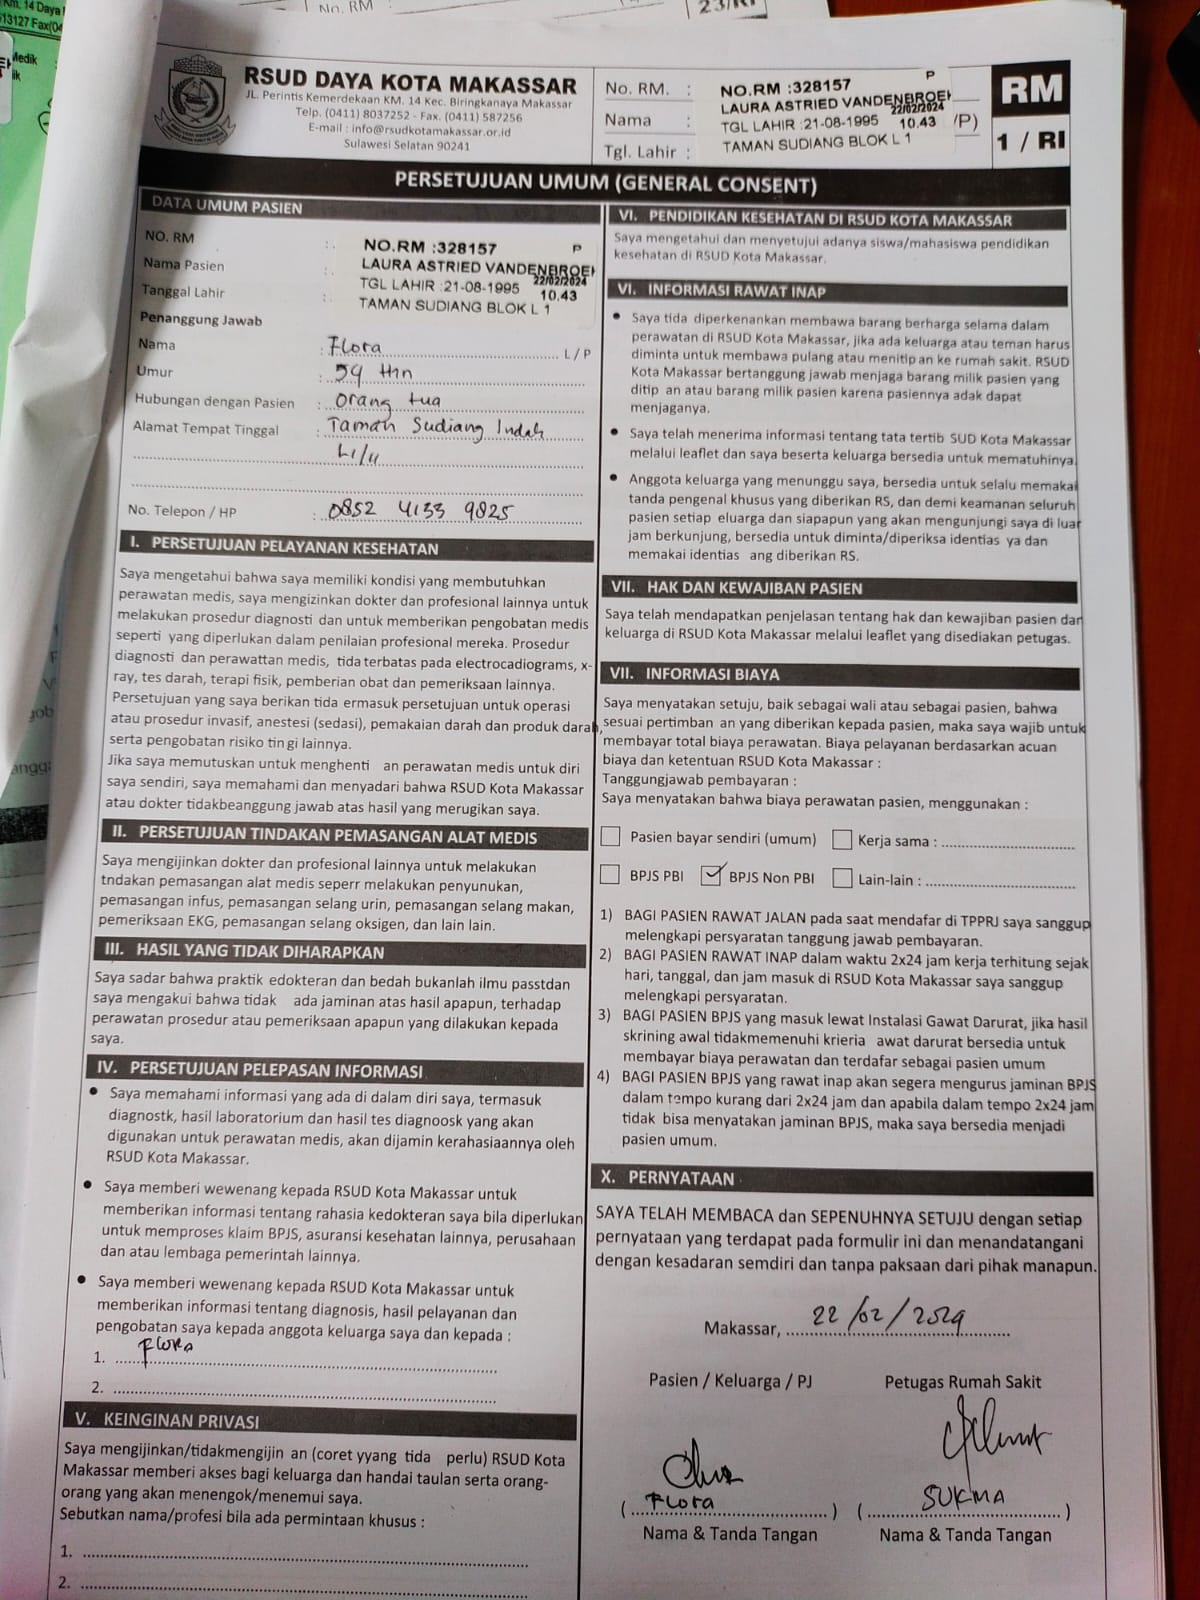 No. RM
23/RI
RSUD DAYA KOTA MAKASSAR
JL. Perintis Kemerdekaan KM. 14 Kec. Biringkanaya Makassar
Telp. (0411) 8037252 - Fax. (0411) 587256
E-mail : info@rsudkotamakassar.or.id
Sulawesi Selatan 90241
No. RM. :
Nama :
Tgl. Lahir :
NO.RM :328157 P
LAURA ASTRIED VANDENBROEK
22/02/2024
TGL LAHIR :21-08-1995 10.43
TAMAN SUDIANG BLOK L 1
/P)
RM
1 / RI
PERSETUJUAN UMUM (GENERAL CONSENT)
DATA UMUM PASIEN
NO. RM :
Nama Pasien :
Tanggal Lahir :
NO.RM :328157 P
LAURA ASTRIED VANDENBROEK
22/02/2024
TGL LAHIR :21-08-1995 10.43
TAMAN SUDIANG BLOK L 1
Penanggung Jawab
Nama : Flora L / P
Umur : 59 thn
Hubungan dengan Pasien : Orang tua
Alamat Tempat Tinggal : Taman Sudiang Indah
L1/4
No. Telepon / HP : 0852 4133 9825
I. PERSETUJUAN PELAYANAN KESEHATAN
Saya mengetahui bahwa saya memiliki kondisi yang membutuhkan
perawatan medis, saya mengizinkan dokter dan profesional lainnya untuk
melakukan prosedur diagnosti dan untuk memberikan pengobatan medis
seperti yang diperlukan dalam penilaian profesional mereka. Prosedur
diagnosti dan perawattan medis, tida terbatas pada electrocadiograms, x-
ray, tes darah, terapi fisik, pemberian obat dan pemeriksaan lainnya.
Persetujuan yang saya berikan tida ermasuk persetujuan untuk operasi
atau prosedur invasif, anestesi (sedasi), pemakaian darah dan produk darah,
serta pengobatan risiko tin gi lainnya.
Jika saya memutuskan untuk menghenti an perawatan medis untuk diri
saya sendiri, saya memahami dan menyadari bahwa RSUD Kota Makassar
atau dokter tidakbeanggung jawab atas hasil yang merugikan saya.
II. PERSETUJUAN TINDAKAN PEMASANGAN ALAT MEDIS
Saya mengijinkan dokter dan profesional lainnya untuk melakukan
tndakan pemasangan alat medis seperr melakukan penyunukan,
pemasangan infus, pemasangan selang urin, pemasangan selang makan,
pemeriksaan EKG, pemasangan selang oksigen, dan lain lain.
III. HASIL YANG TIDAK DIHARAPKAN
Saya sadar bahwa praktik edokteran dan bedah bukanlah ilmu passtdan
saya mengakui bahwa tidak ada jaminan atas hasil apapun, terhadap
perawatan prosedur atau pemeriksaan apapun yang dilakukan kepada
saya.
IV. PERSETUJUAN PELEPASAN INFORMASI
• Saya memahami informasi yang ada di dalam diri saya, termasuk
diagnostk, hasil laboratorium dan hasil tes diagnoosk yang akan
digunakan untuk perawatan medis, akan dijamin kerahasiaannya oleh
RSUD Kota Makassar.
• Saya memberi wewenang kepada RSUD Kota Makassar untuk
memberikan informasi tentang rahasia kedokteran saya bila diperlukan
untuk memproses klaim BPJS, asuransi kesehatan lainnya, perusahaan
dan atau lembaga pemerintah lainnya.
• Saya memberi wewenang kepada RSUD Kota Makassar untuk
memberikan informasi tentang diagnosis, hasil pelayanan dan
pengobatan saya kepada anggota keluarga saya dan kepada :
1. Flora
2.
V. KEINGINAN PRIVASI
Saya mengijinkan/tidakmengijin an (coret yyang tida perlu) RSUD Kota
Makassar memberi akses bagi keluarga dan handai taulan serta orang-
orang yang akan menengok/menemui saya.
Sebutkan nama/profesi bila ada permintaan khusus :
1.
2.
VI. PENDIDIKAN KESEHATAN DI RSUD KOTA MAKASSAR
Saya mengetahui dan menyetujui adanya siswa/mahasiswa pendidikan
kesehatan di RSUD Kota Makassar.
VI. INFORMASI RAWAT INAP
• Saya tida diperkenankan membawa barang berharga selama dalam
perawatan di RSUD Kota Makassar, jika ada keluarga atau teman harus
diminta untuk membawa pulang atau menitip an ke rumah sakit. RSUD
Kota Makassar bertanggung jawab menjaga barang milik pasien yang
ditip an atau barang milik pasien karena pasiennya adak dapat
menjaganya.
• Saya telah menerima informasi tentang tata tertib SUD Kota Makassar
melalui leaflet dan saya beserta keluarga bersedia untuk mematuhinya.
• Anggota keluarga yang menunggu saya, bersedia untuk selalu memakai
tanda pengenal khusus yang diberikan RS, dan demi keamanan seluruh
pasien setiap eluarga dan siapapun yang akan mengunjungi saya di luar
jam berkunjung, bersedia untuk diminta/diperiksa identias ya dan
memakai identias ang diberikan RS.
VII. HAK DAN KEWAJIBAN PASIEN
Saya telah mendapatkan penjelasan tentang hak dan kewajiban pasien dan
keluarga di RSUD Kota Makassar melalui leaflet yang disediakan petugas.
VII. INFORMASI BIAYA
Saya menyatakan setuju, baik sebagai wali atau sebagai pasien, bahwa
sesuai pertimban an yang diberikan kepada pasien, maka saya wajib untuk
membayar total biaya perawatan. Biaya pelayanan berdasarkan acuan
biaya dan ketentuan RSUD Kota Makassar :
Tanggungjawab pembayaran :
Saya menyatakan bahwa biaya perawatan pasien, menggunakan :
Pasien bayar sendiri (umum) Kerja sama :
BPJS PBI ✓ BPJS Non PBI Lain-lain :
1) BAGI PASIEN RAWAT JALAN pada saat mendafar di TPPRJ saya sanggup
melengkapi persyaratan tanggung jawab pembayaran.
2) BAGI PASIEN RAWAT INAP dalam waktu 2x24 jam kerja terhitung sejak
hari, tanggal, dan jam masuk di RSUD Kota Makassar saya sanggup
melengkapi persyaratan.
3) BAGI PASIEN BPJS yang masuk lewat Instalasi Gawat Darurat, jika hasil
skrining awal tidakmemenuhi krieria awat darurat bersedia untuk
membayar biaya perawatan dan terdafar sebagai pasien umum
4) BAGI PASIEN BPJS yang rawat inap akan segera mengurus jaminan BPJS
dalam tempo kurang dari 2x24 jam dan apabila dalam tempo 2x24 jam
tidak bisa menyatakan jaminan BPJS, maka saya bersedia menjadi
pasien umum.
X. PERNYATAAN
SAYA TELAH MEMBACA dan SEPENUHNYA SETUJU dengan setiap
pernyataan yang terdapat pada formulir ini dan menandatangani
dengan kesadaran semdiri dan tanpa paksaan dari pihak manapun.
Makassar, 22/02/2024
Pasien / Keluarga / PJ Petugas Rumah Sakit
( Flora ) ( SUKMA )
Nama & Tanda Tangan Nama & Tanda Tangan